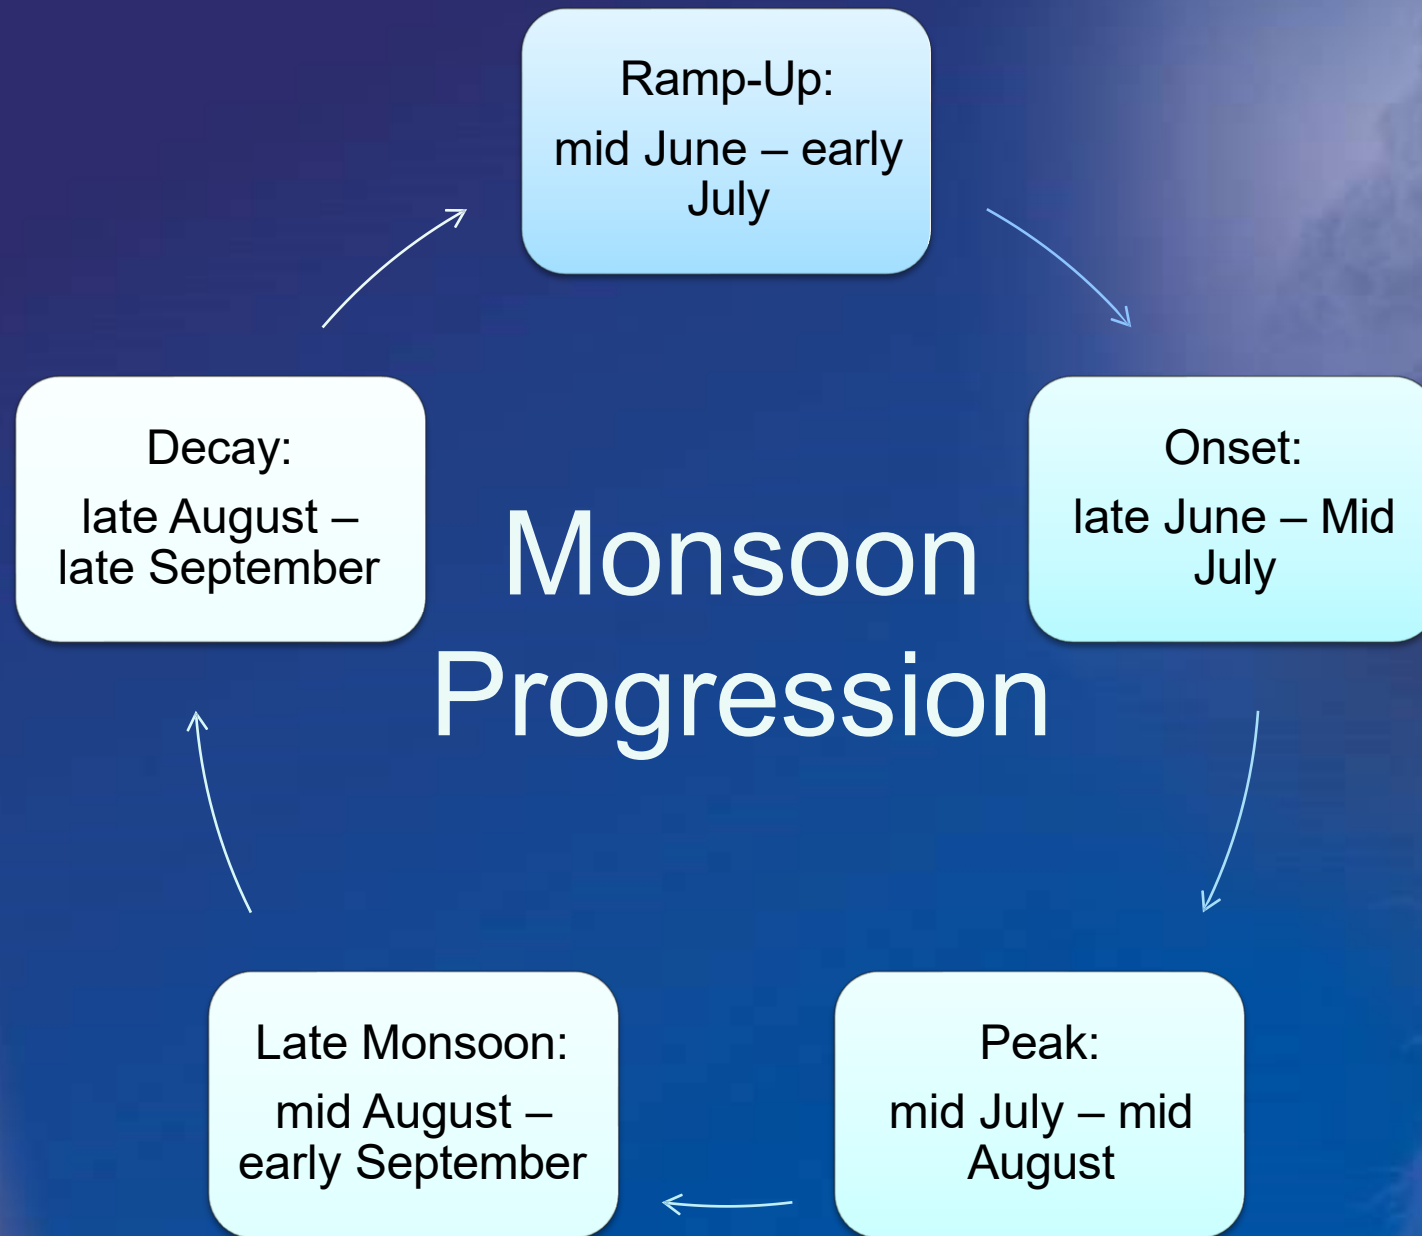 Ramp-Up:
mid June – early
July
Onset:
late June – Mid
July
Peak:
mid July – mid
August
Late Monsoon:
mid August –
early September
Decay:
late August –
late September
Monsoon
Progression